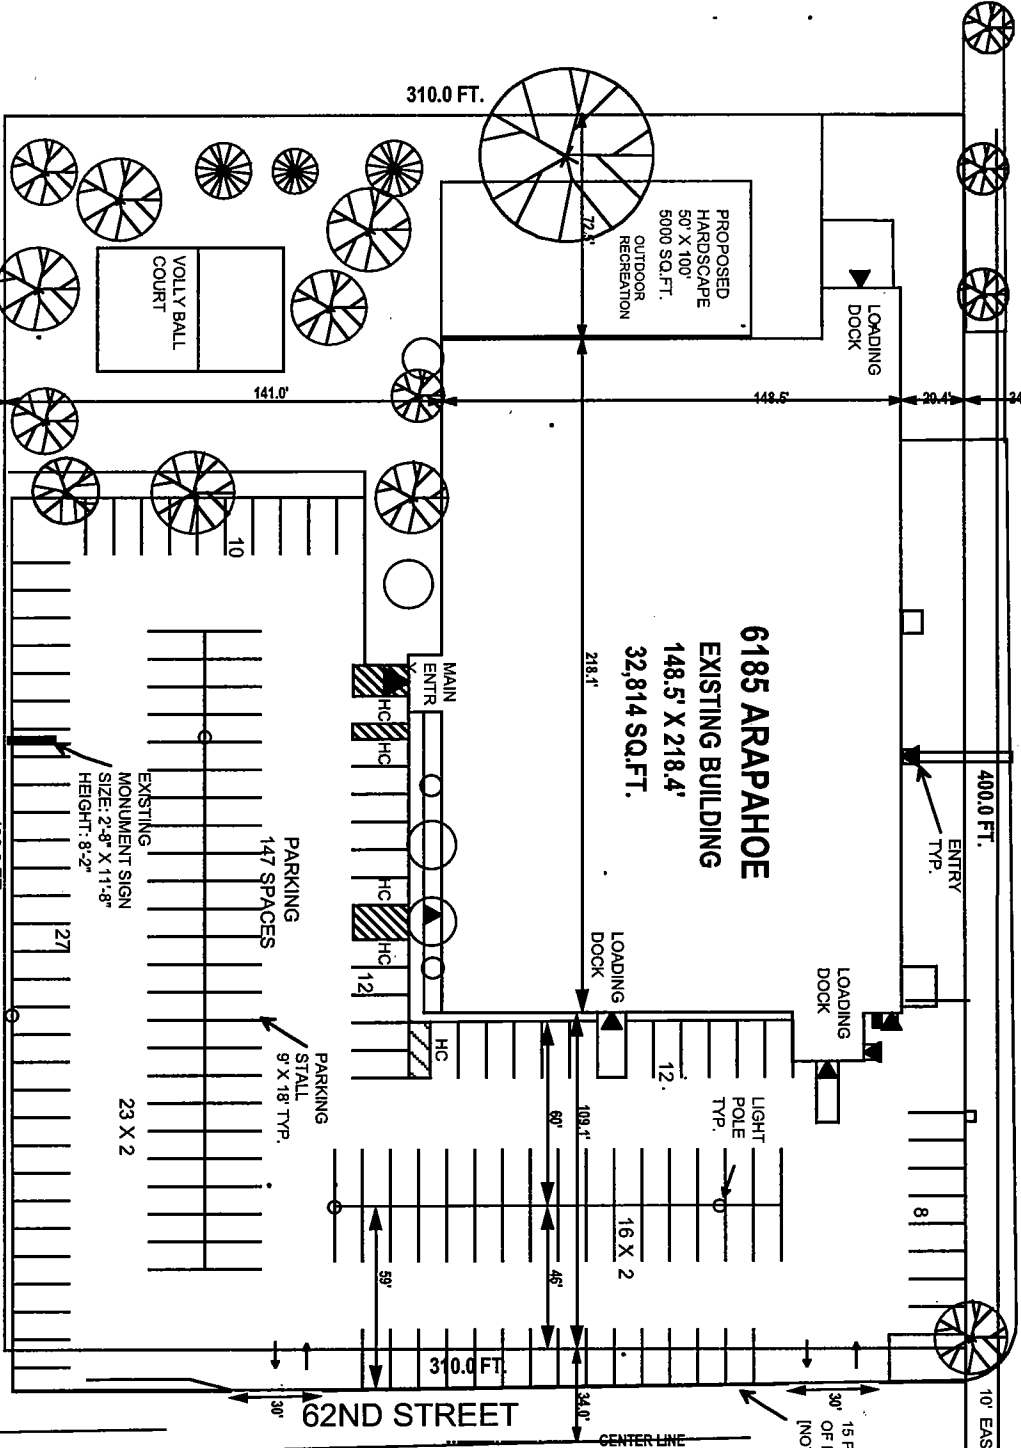 310.0 FT.
PROPOSED
HARDSCAPE
50' X 100'
5000 SQ.FT.
OUTDOOR
RECREATION
72.5'
LOADING
DOCK
VOLLY BALL
COURT
141.0'
148.5'
29.4'
10
6185 ARAPAHOE
EXISTING BUILDING
148.5' X 218.4'
32,814 SQ.FT.
218.1'
MAIN
ENTR
Y
HC
HC
400.0 FT.
ENTRY
TYP.
EXISTING
MONUMENT SIGN
SIZE: 2'-8" X 11'-8"
HEIGHT: 8'-2"
PARKING
147 SPACES
27
HC
HC
12
LOADING
DOCK
LOADING
DOCK
HC
12.
PARKING
STALL
9' X 18' TYP.
23 X 2
LIGHT
POLE
TYP.
60'
109.1'
16 X 2
8
59'
46'
310.0 FT.
34.0'
30'
30'
62ND STREET
CENTER LINE
10' EAS
15 F
OF
[NO